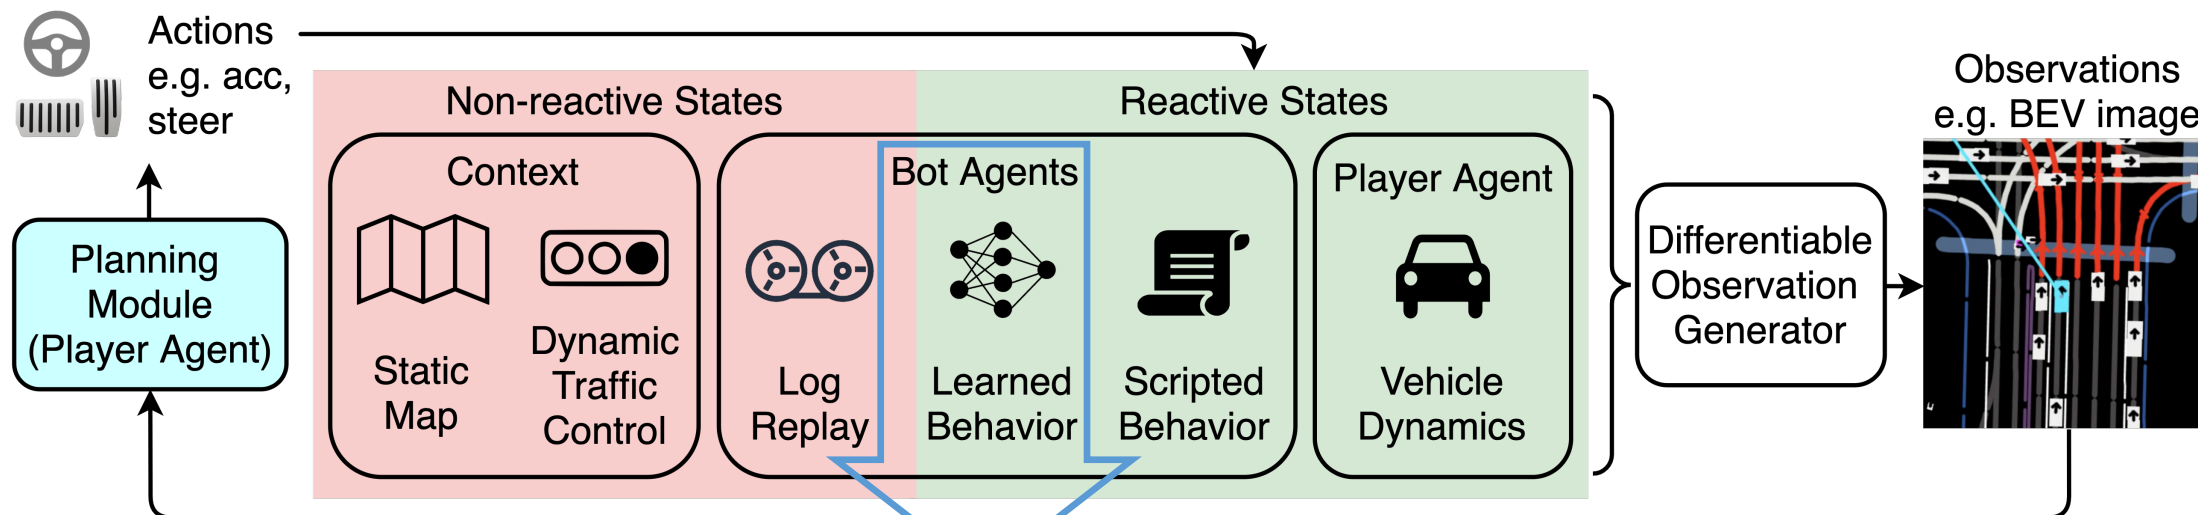 Actions
e.g. acc,
steer
Planning
Module
(Player Agent)
Non-reactive States
Reactive States
Context
Static
Map
Dynamic
Traffic
Control
Bot Agents
Log
Replay
Learned
Behavior
Scripted
Behavior
Player Agent
Vehicle
Dynamics
Differentiable
Observation
Generator
Observations
e.g. BEV image